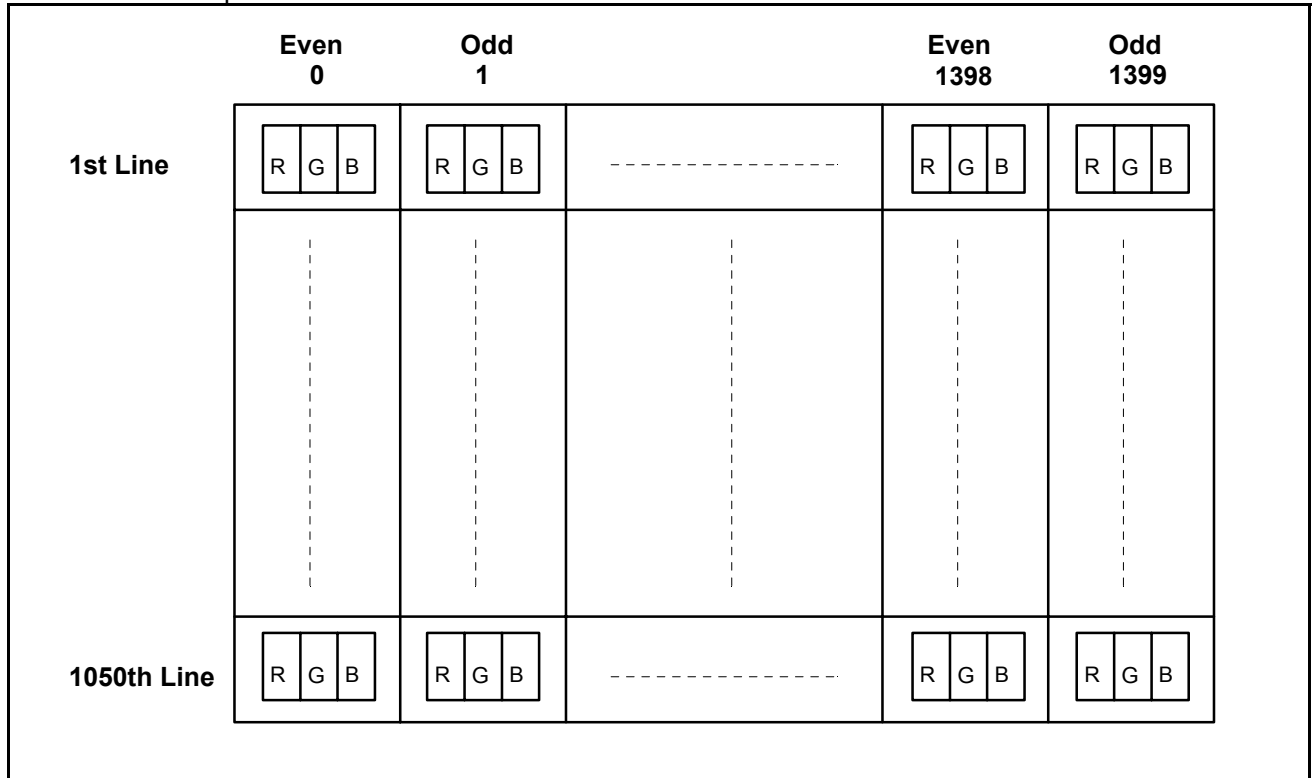 Even Odd Even Odd
0 1 1398 1399
1st Line R G B R G B R G B R G B
1050th Line R G B R G B R G B R G B